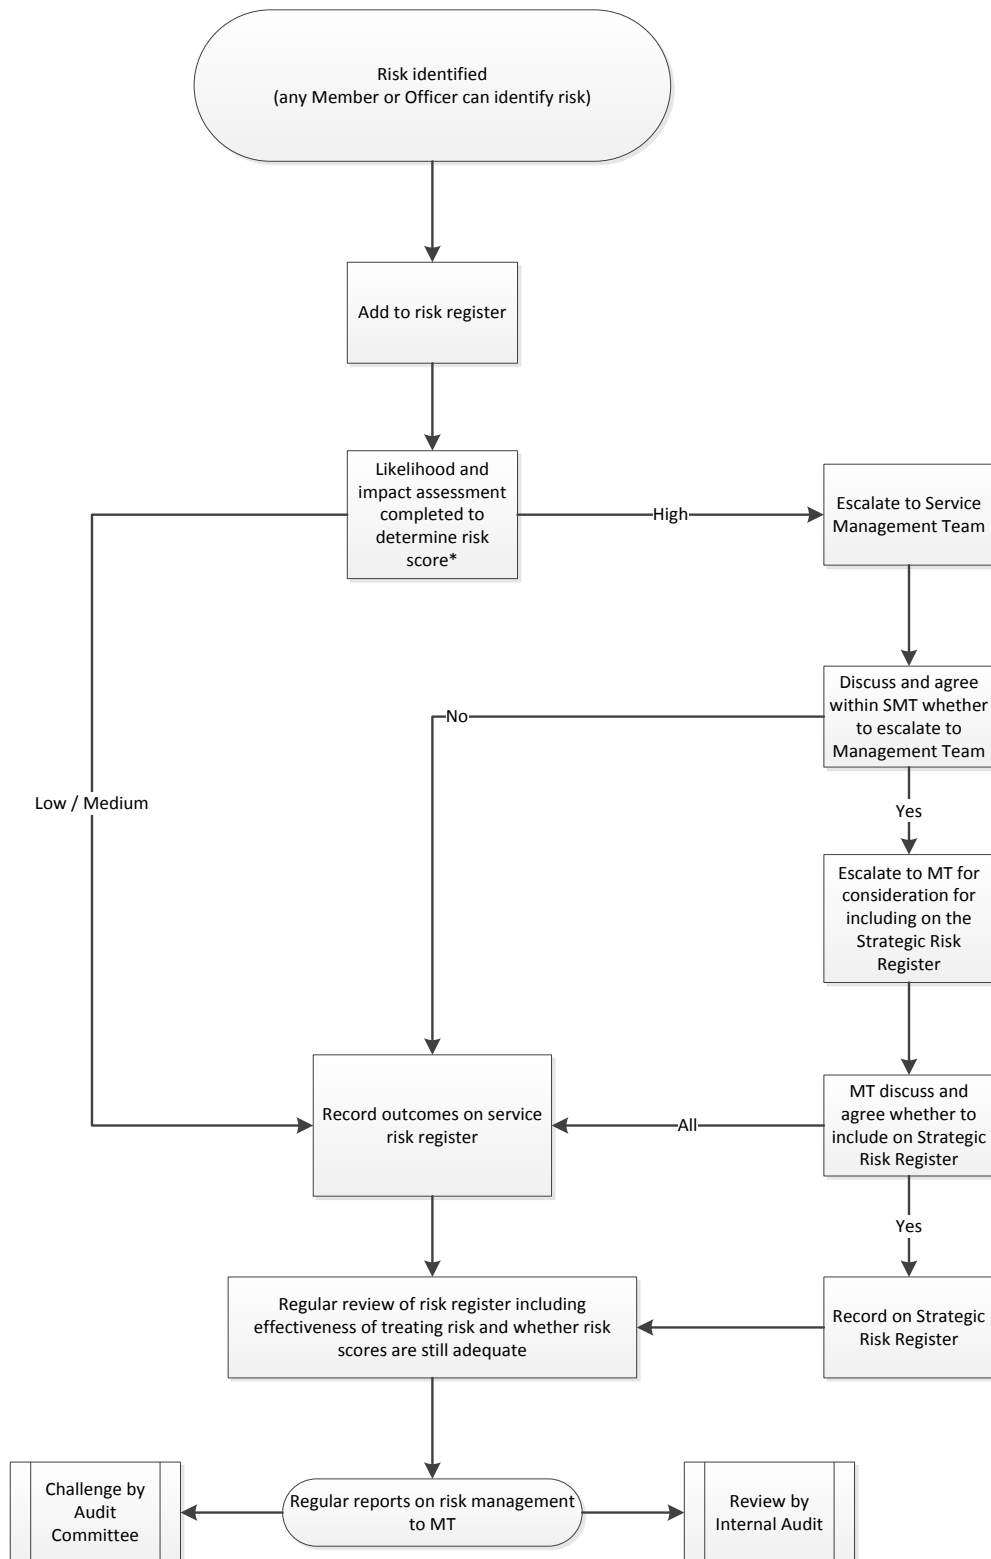 Risk identified
(any Member or Officer can identify risk)
Add to risk register
Likelihood and
impact assessment
completed to
determine risk
score*
High
Escalate to Service
Management Team
Discuss and agree
within SMT whether
to escalate to
Management Team
No
Low / Medium
Yes
Escalate to MT for
consideration for
including on the
Strategic Risk
Register
Record outcomes on service
risk register
All
MT discuss and
agree whether to
include on Strategic
Risk Register
Yes
Regular review of risk register including
effectiveness of treating risk and whether risk
scores are still adequate
Record on Strategic
Risk Register
Challenge by
Audit
Committee
Regular reports on risk management
to MT
Review by
Internal Audit